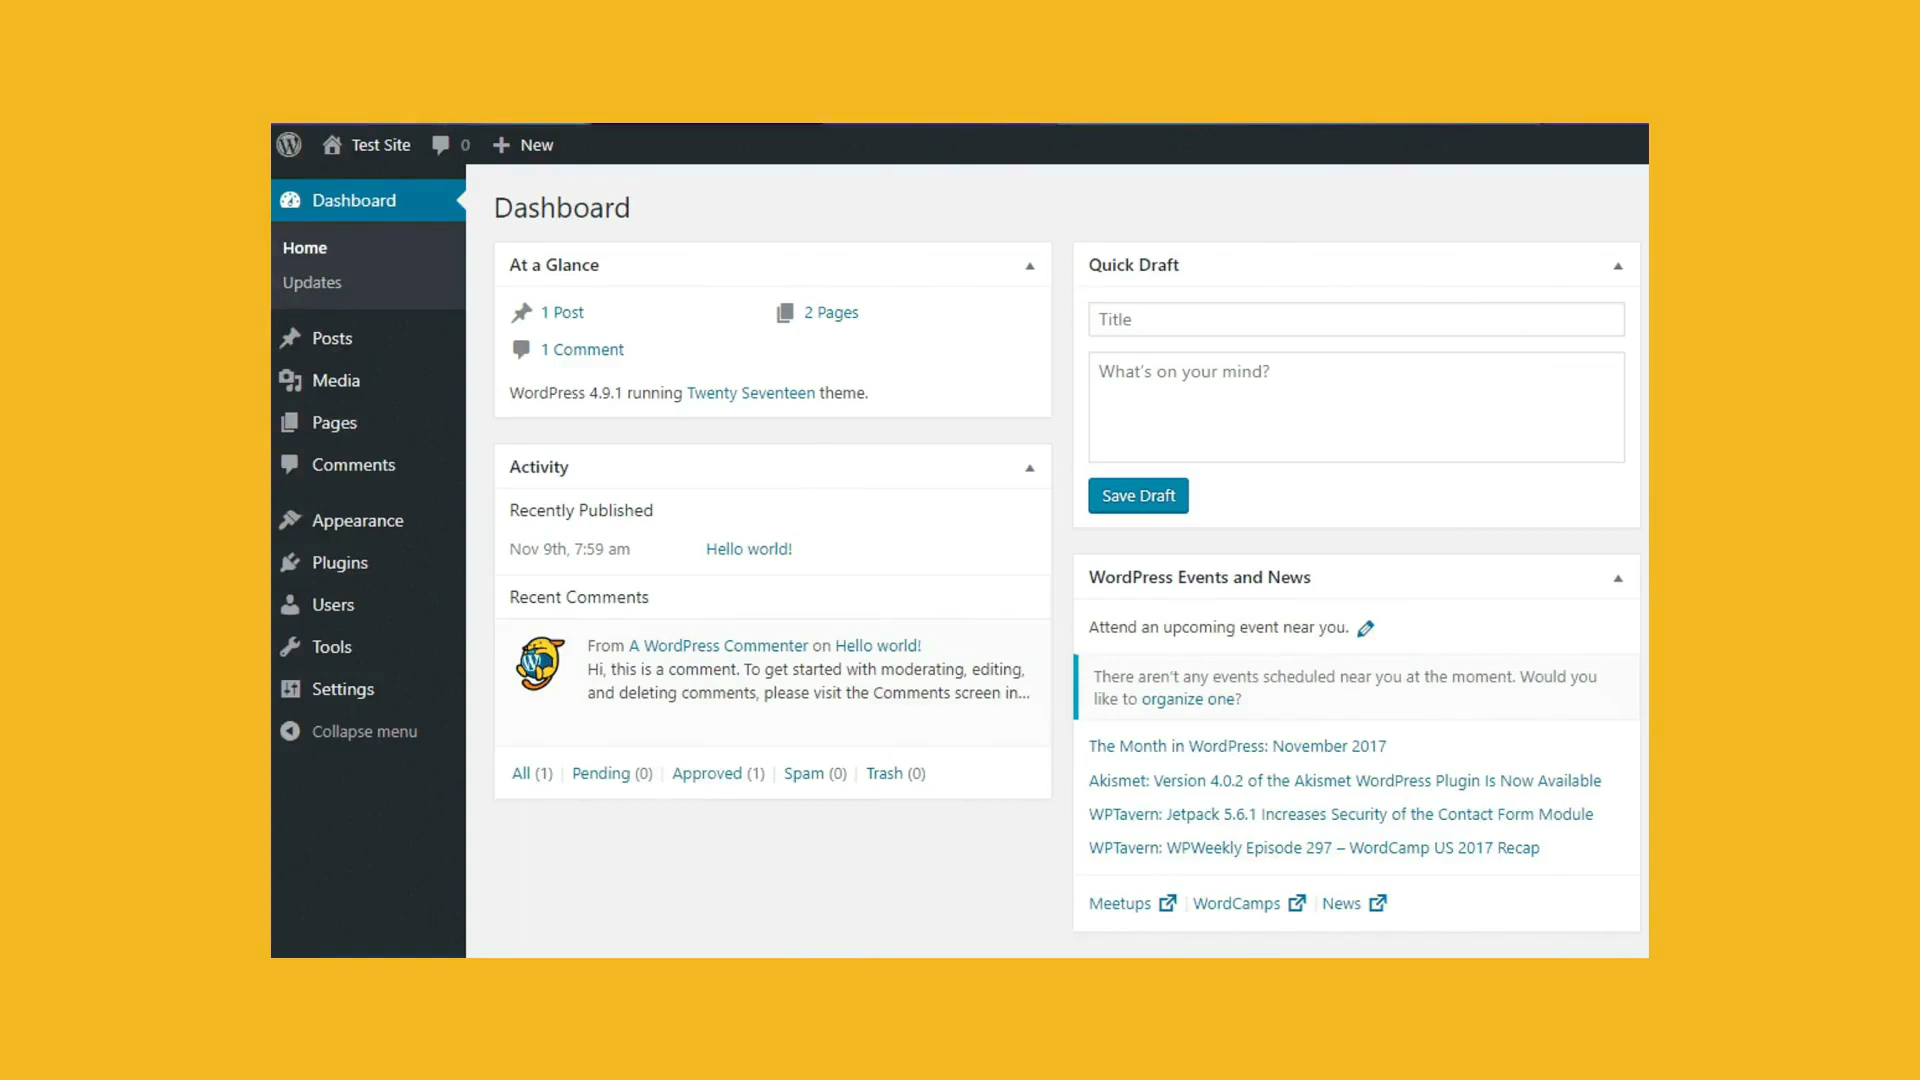 Test Site 0 New
Dashboard
Home
Updates
Posts
Media
Pages
Comments
Appearance
Plugins
Users
Tools
Settings
Collapse menu
Dashboard
At a Glance
1 Post 2 Pages
1 Comment
WordPress 4.9.1 running Twenty Seventeen theme.
Activity
Recently Published
Nov 9th, 7:59 am Hello world!
Recent Comments
From A WordPress Commenter on Hello world!
Hi, this is a comment. To get started with moderating, editing,
and deleting comments, please visit the Comments screen in...
All (1) | Pending (0) | Approved (1) | Spam (0) | Trash (0)
Quick Draft
Title
What's on your mind?
Save Draft
WordPress Events and News
Attend an upcoming event near you.
There aren't any events scheduled near you at the moment. Would you
like to organize one?
The Month in WordPress: November 2017
Akismet: Version 4.0.2 of the Akismet WordPress Plugin Is Now Available
WPTavern: Jetpack 5.6.1 Increases Security of the Contact Form Module
WPTavern: WPWeekly Episode 297 – WordCamp US 2017 Recap
Meetups | WordCamps | News